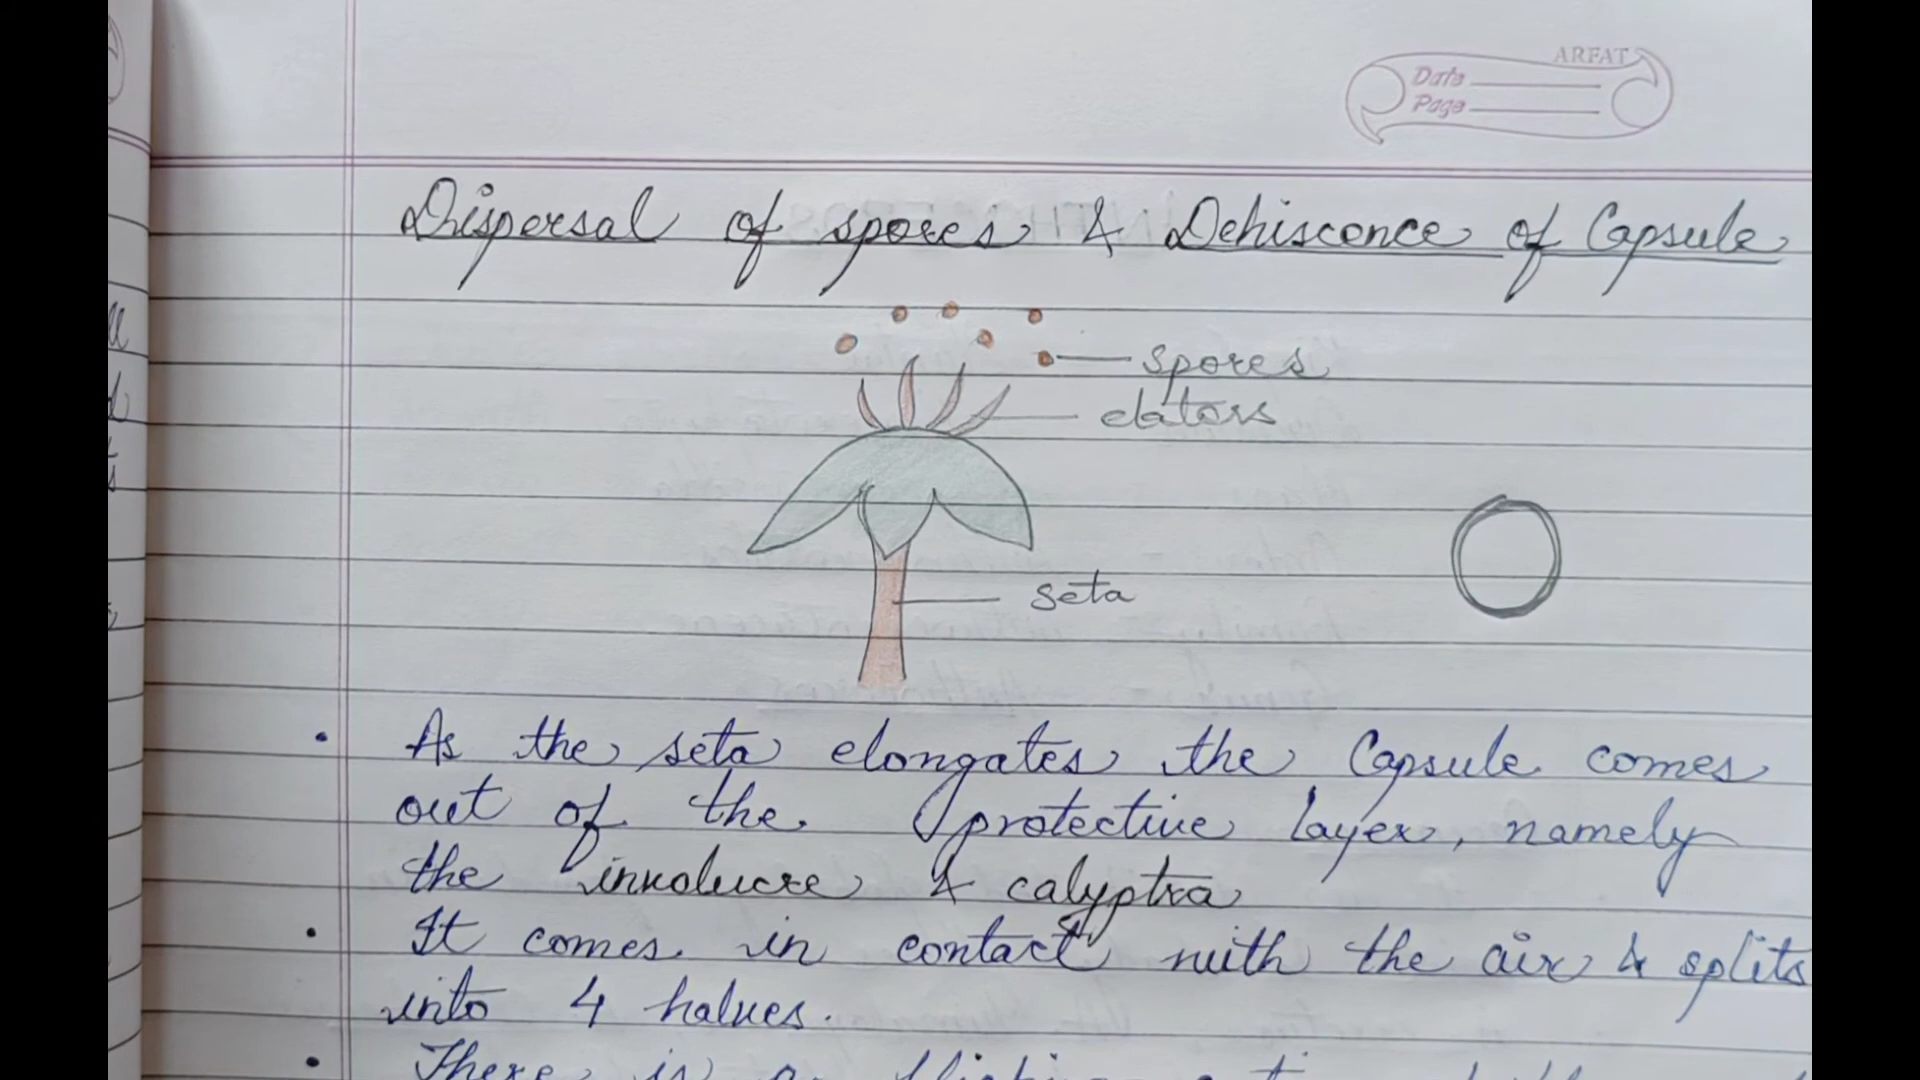 ARFAT
Date
Page
Dispersal of spores & Dehiscence of Capsule
spores
elators
seta
• As the seta elongates the Capsule comes
out of the protective layer, namely
the involucre & calyptra
• It comes in contact with the air & splits
into 4 halves.
• There is a